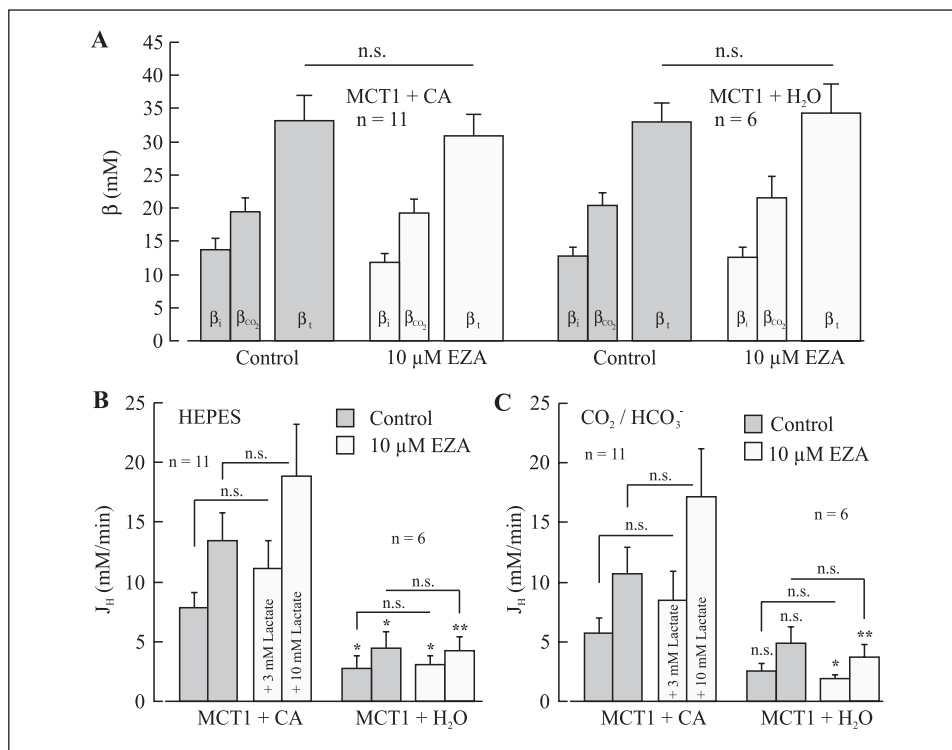 A
45
40
35
30
25
20
15
10
5
0
β (mM)
n.s.
MCT1 + CA
n = 11
n.s.
MCT1 + H₂O
n = 6
βi βCO₂ βt
βi βCO₂ βt
βi βCO₂ βt
βi βCO₂ βt
Control 10 µM EZA Control 10 µM EZA
B
25
20
15
10
5
0
J_H (mM/min)
HEPES
Control
10 µM EZA
n = 11
n.s.
n.s.
n = 6
n.s.
n.s.
* * * **
+ 3 mM Lactate
+ 10 mM Lactate
MCT1 + CA MCT1 + H₂O
C
25
20
15
10
5
0
J_H (mM/min)
CO₂ / HCO₃⁻
Control
10 µM EZA
n = 11
n.s.
n.s.
n = 6
n.s.
n.s.
n.s. n.s. * **
+ 3 mM Lactate
+ 10 mM Lactate
MCT1 + CA MCT1 + H₂O